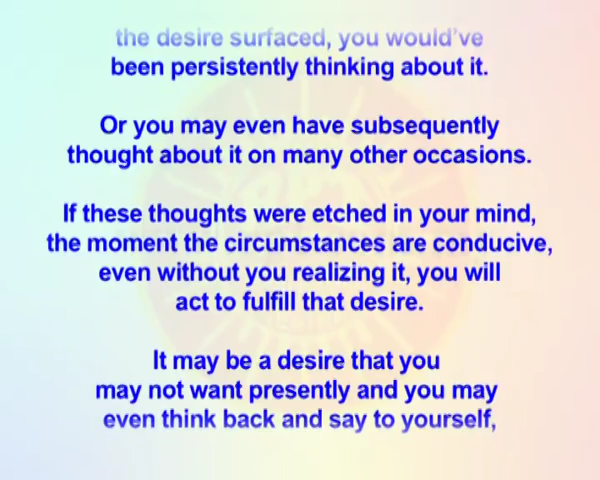 the desire surfaced, you would've
been persistently thinking about it.
Or you may even have subsequently
thought about it on many other occasions.
If these thoughts were etched in your mind,
the moment the circumstances are conducive,
even without you realizing it, you will
act to fulfill that desire.
It may be a desire that you
may not want presently and you may
even think back and say to yourself,